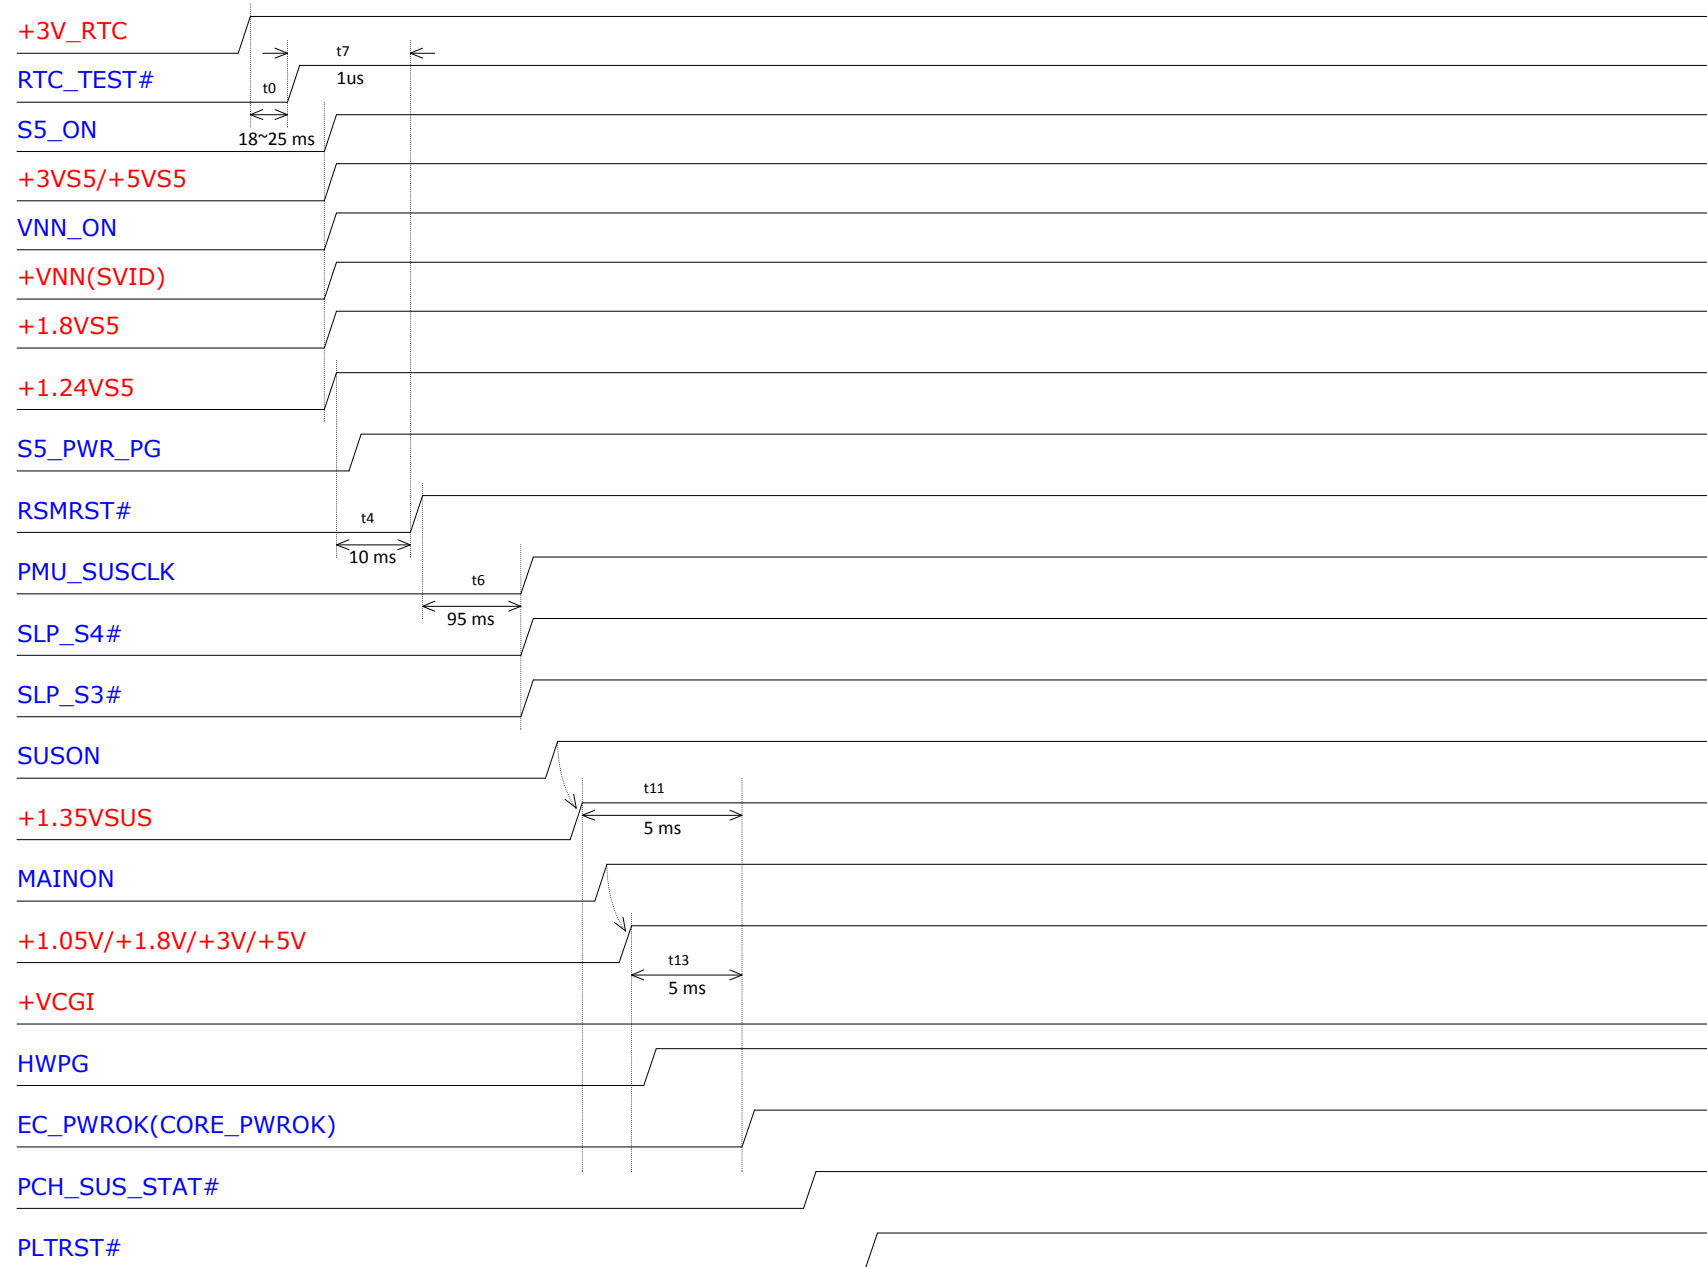 +3V_RTC
t7
RTC_TEST#
1us
t0
S5_ON
18~25 ms
+3VS5/+5VS5
VNN_ON
+VNN(SVID)
+1.8VS5
+1.24VS5
S5_PWR_PG
RSMRST#
t4
10 ms
PMU_SUSCLK
t6
95 ms
SLP_S4#
SLP_S3#
SUSON
t11
+1.35VSUS
5 ms
MAINON
+1.05V/+1.8V/+3V/+5V
t13
5 ms
+VCGI
HWPG
EC_PWROK(CORE_PWROK)
PCH_SUS_STAT#
PLTRST#